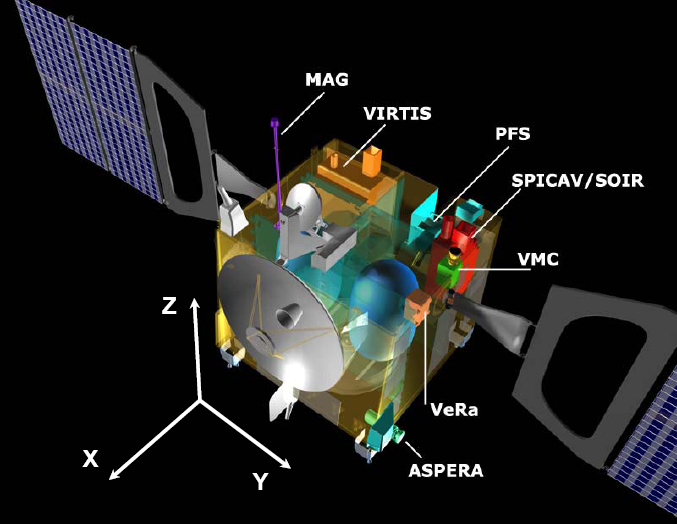 MAG
VIRTIS
PFS
SPICAV/SOIR
VMC
Z
VeRa
X
Y
ASPERA